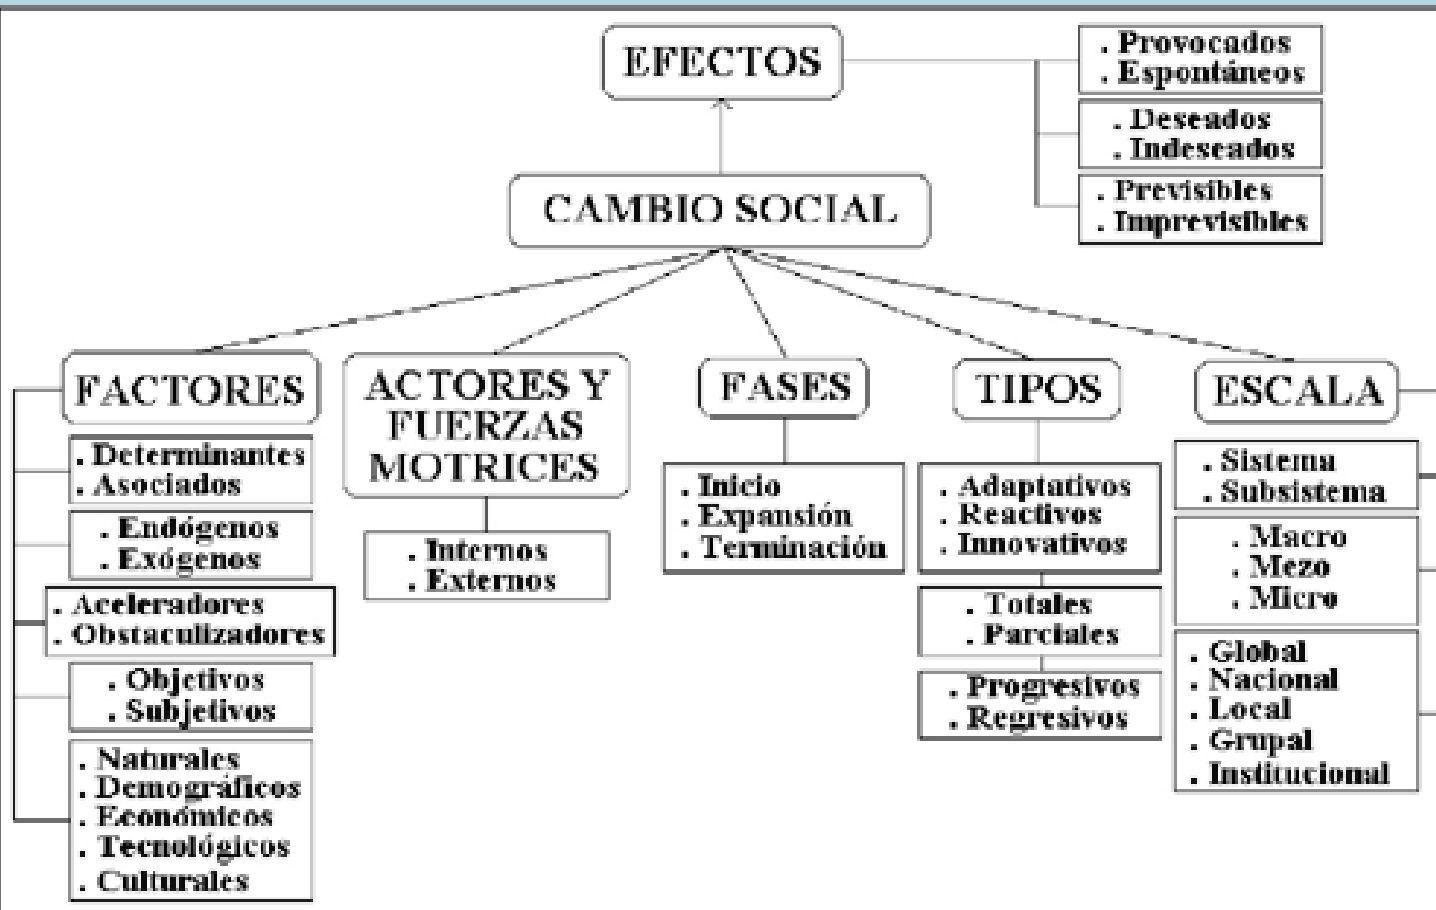 EFECTOS
. Provocados
. Espontáneos
. Deseados
. Indeseados
. Previsibles
. Imprevisibles
CAMBIO SOCIAL
FACTORES
. Determinantes
. Asociados
. Endógenos
. Exógenos
. Aceleradores
. Obstaculizadores
. Objetivos
. Subjetivos
. Naturales
. Demográficos
. Económicos
. Tecnológicos
. Culturales
ACTORES Y
FUERZAS
MOTRICES
. Internos
. Externos
FASES
. Inicio
. Expansión
. Terminación
TIPOS
. Adaptativos
. Reactivos
. Innovativos
. Totales
. Parciales
. Progresivos
. Regresivos
ESCALA
. Sistema
. Subsistema
. Macro
. Mezo
. Micro
. Global
. Nacional
. Local
. Grupal
. Institucional